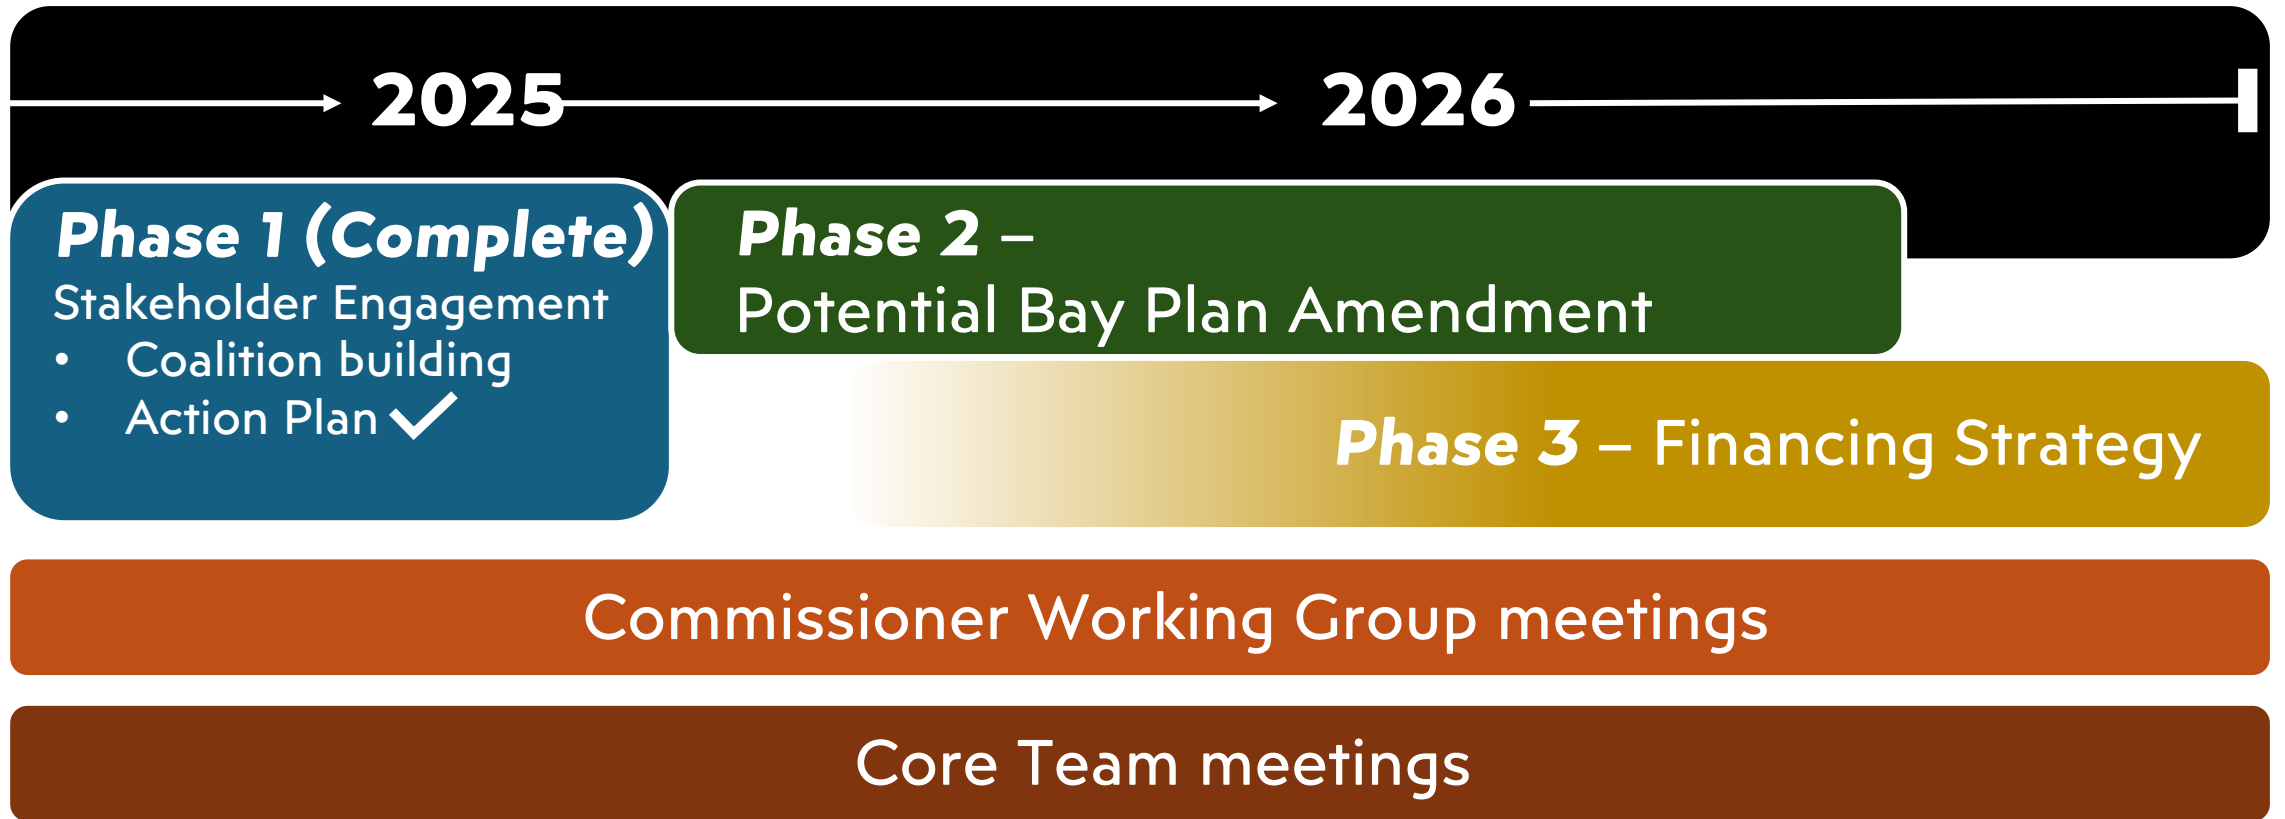 2025
2026
Phase 1 (Complete)
Stakeholder Engagement
• Coalition building
• Action Plan ✓
Phase 2 –
Potential Bay Plan Amendment
Phase 3 – Financing Strategy
Commissioner Working Group meetings
Core Team meetings